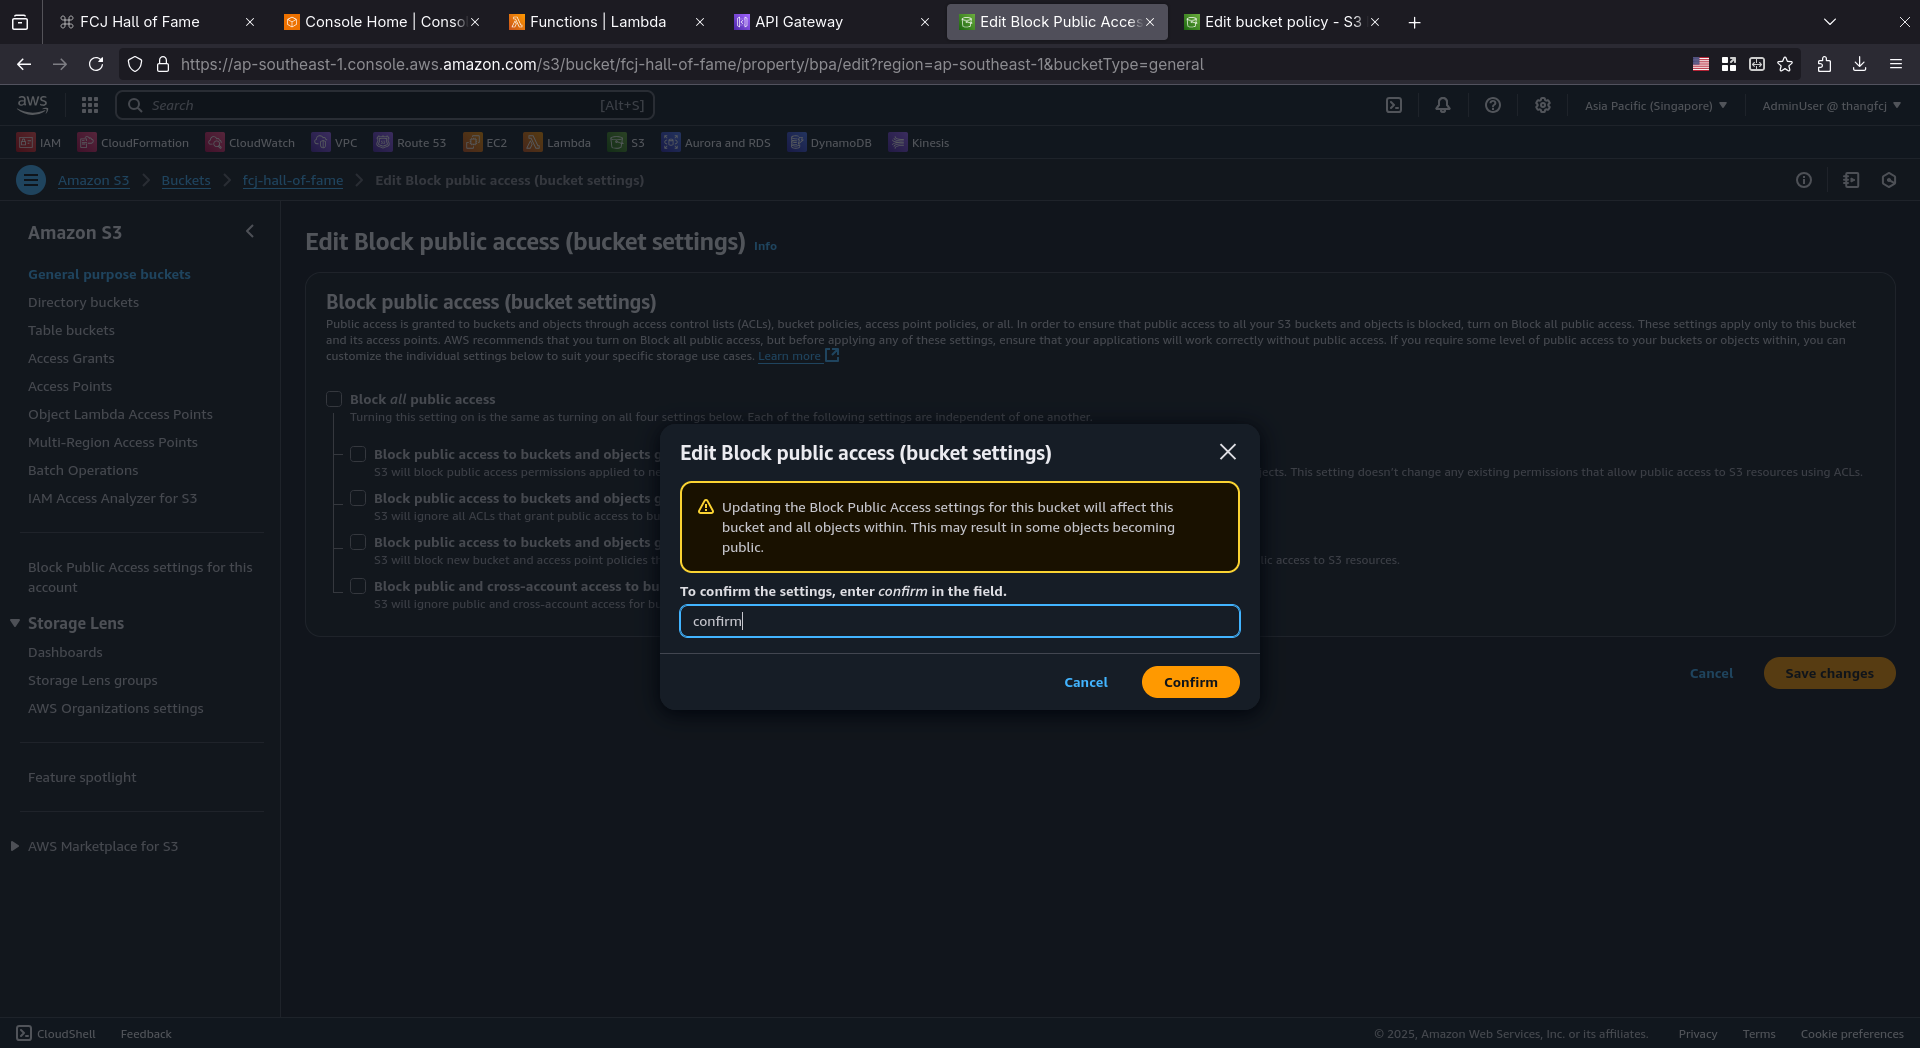 FCJ Hall of Fame
Console Home | Conso
Functions | Lambda
API Gateway
Edit Block Public Acces
Edit bucket policy - S3
https://ap-southeast-1.console.aws.amazon.com/s3/bucket/fcj-hall-of-fame/property/bpa/edit?region=ap-southeast-1&bucketType=general
aws
Search
[Alt+S]
Asia Pacific (Singapore)
AdminUser @ thangfcj
IAM
CloudFormation
CloudWatch
VPC
Route 53
EC2
Lambda
S3
Aurora and RDS
DynamoDB
Kinesis
Amazon S3
Buckets
fcj-hall-of-fame
Edit Block public access (bucket settings)
Amazon S3
General purpose buckets
Directory buckets
Table buckets
Access Grants
Access Points
Object Lambda Access Points
Multi-Region Access Points
Batch Operations
IAM Access Analyzer for S3
Block Public Access settings for this
account
Storage Lens
Dashboards
Storage Lens groups
AWS Organizations settings
Feature spotlight
AWS Marketplace for S3
Edit Block public access (bucket settings) Info
Block public access (bucket settings)
Public access is granted to buckets and objects through access control lists (ACLs), bucket policies, access point policies, or all. In order to ensure that public access to all your S3 buckets and objects is blocked, turn on Block all public access. These settings apply only to this bucket
and its access points. AWS recommends that you turn on Block all public access, but before applying any of these settings, ensure that your applications will work correctly without public access. If you require some level of public access to your buckets or objects within, you can
customize the individual settings below to suit your specific storage use cases. Learn more
Block all public access
Turning this setting on is the same as turning on all four settings below. Each of the following settings are independent of one another.
Block public access to buckets and objects g
S3 will block public access permissions applied to ne
jects. This setting doesn't change any existing permissions that allow public access to S3 resources using ACLs.
Block public access to buckets and objects g
S3 will ignore all ACLs that grant public access to bu
Block public access to buckets and objects g
S3 will block new bucket and access point policies th
lic access to S3 resources.
Block public and cross-account access to bu
S3 will ignore public and cross-account access for bu
Cancel
Save changes
Edit Block public access (bucket settings)
Updating the Block Public Access settings for this bucket will affect this
bucket and all objects within. This may result in some objects becoming
public.
To confirm the settings, enter confirm in the field.
confirm
Cancel
Confirm
CloudShell
Feedback
© 2025, Amazon Web Services, Inc. or its affiliates.
Privacy
Terms
Cookie preferences